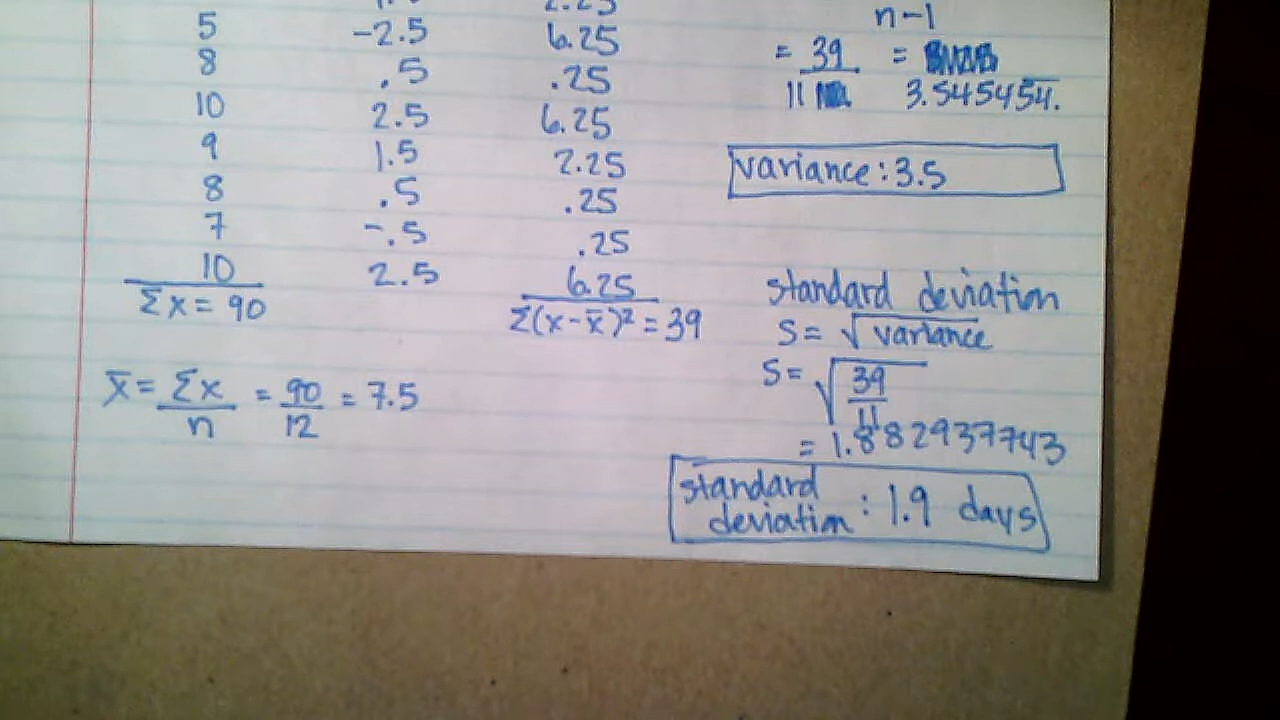 5 -2.5 6.25
8 .5 .25
10 2.5 6.25
9 1.5 2.25
8 .5 .25
7 -.5 .25
10 2.5 6.25
Σx = 90
Σ(x-x̄)² = 39
x̄ = Σx/n = 90/12 = 7.5
n-1
= 39/11 =
3.545454.
variance: 3.5
standard deviation
S = √variance
S = √39/11
= 1.882937743
standard
deviation : 1.9 days